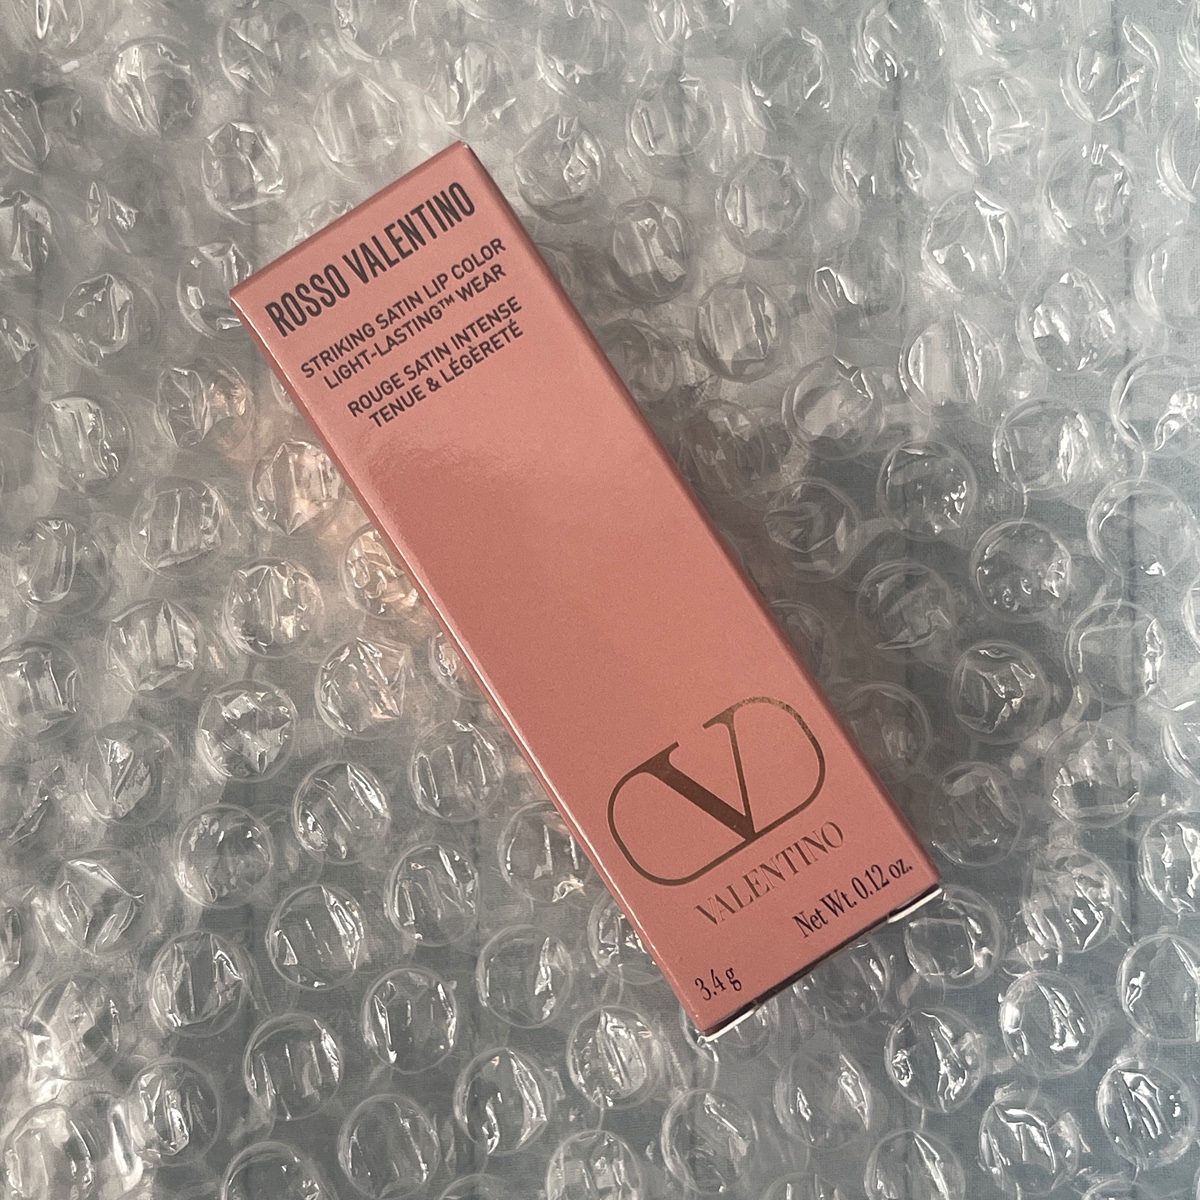 ROSSO VALENTINO
STRIKING SATIN LIP COLOR
LIGHT-LASTING™ WEAR
ROUGE SATIN INTENSE
TENUE & LÉGÈRETÉ
V
VALENTINO
Net Wt. 0.12 oz.
3.4 g